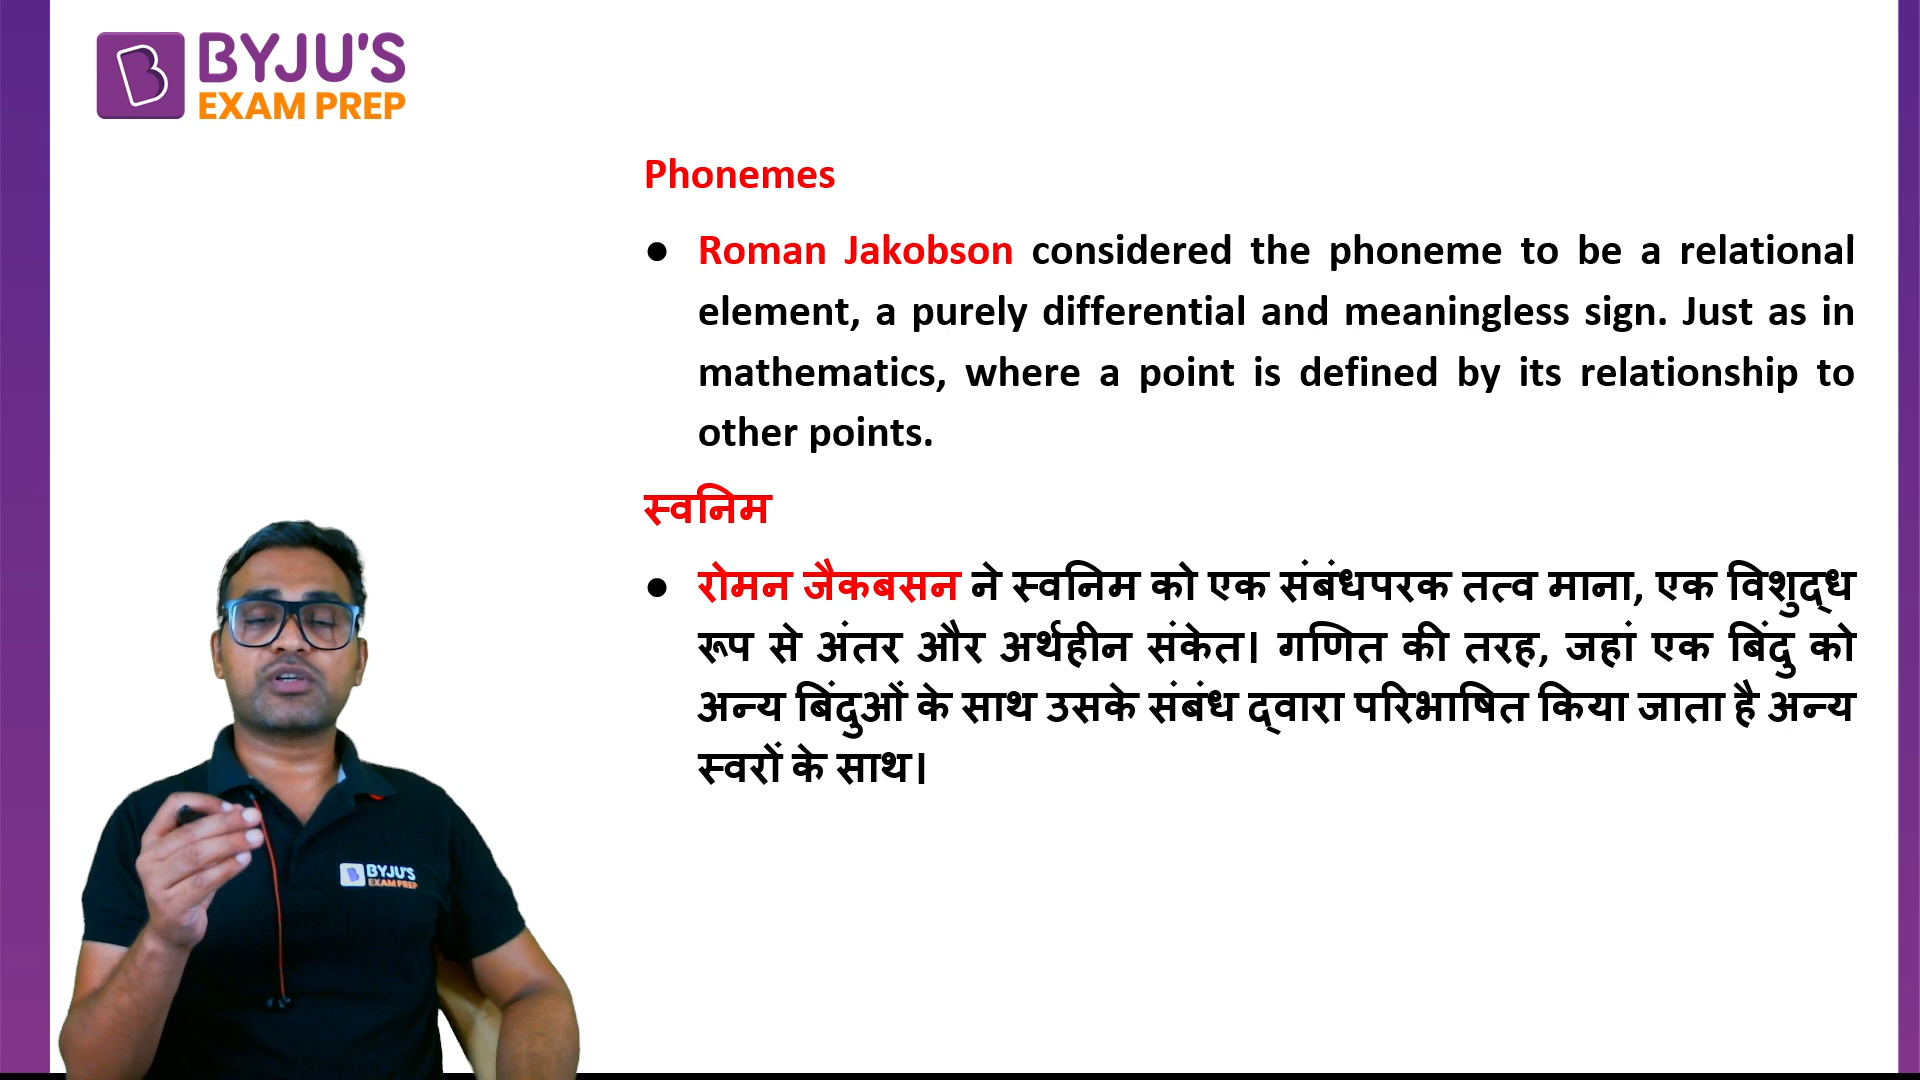 BYJU'S
EXAM PREP
Phonemes
● Roman Jakobson considered the phoneme to be a relational
element, a purely differential and meaningless sign. Just as in
mathematics, where a point is defined by its relationship to
other points.
स्वनिम
● रोमन जैकबसन ने स्वनिम को एक संबंधपरक तत्व माना, एक विशुद्ध
रूप से अंतर और अर्थहीन संकेत। गणित की तरह, जहां एक बिंदु को
अन्य बिंदुओं के साथ उसके संबंध द्वारा परिभाषित किया जाता है अन्य
स्वरों के साथ।
BYJU'S
EXAM PREP